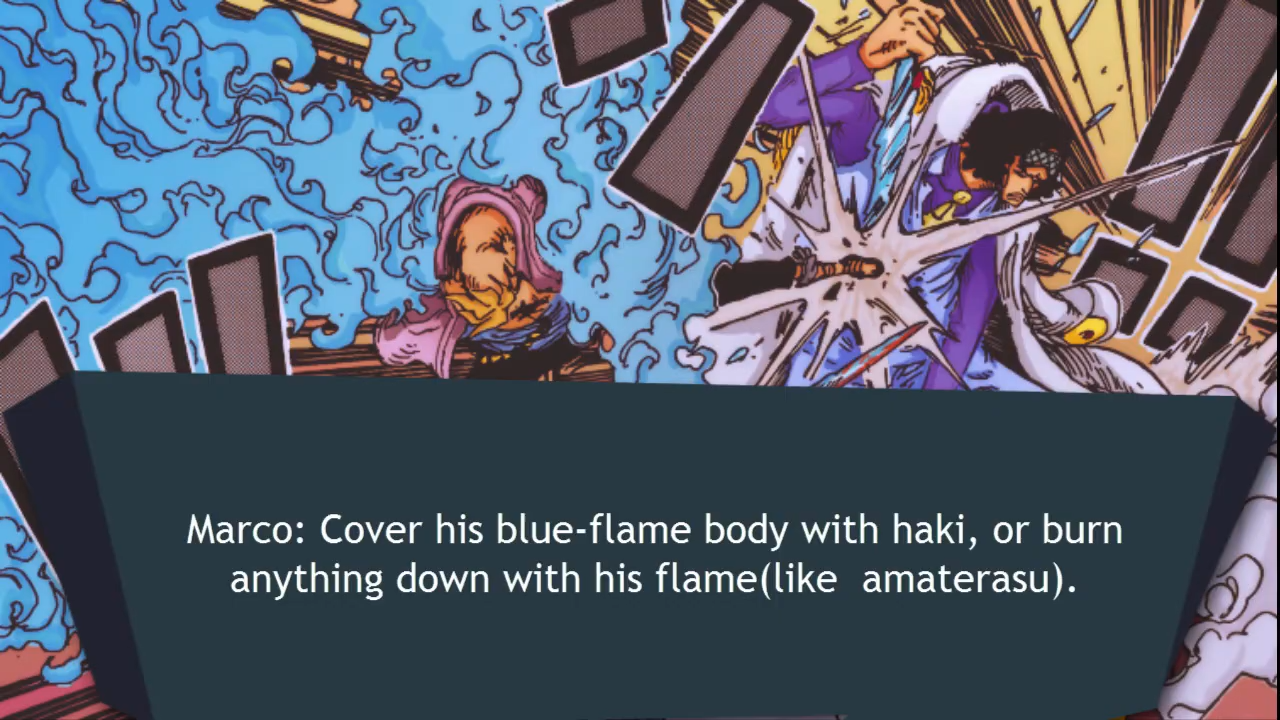 Marco: Cover his blue-flame body with haki, or burn
anything down with his flame(like  amaterasu).